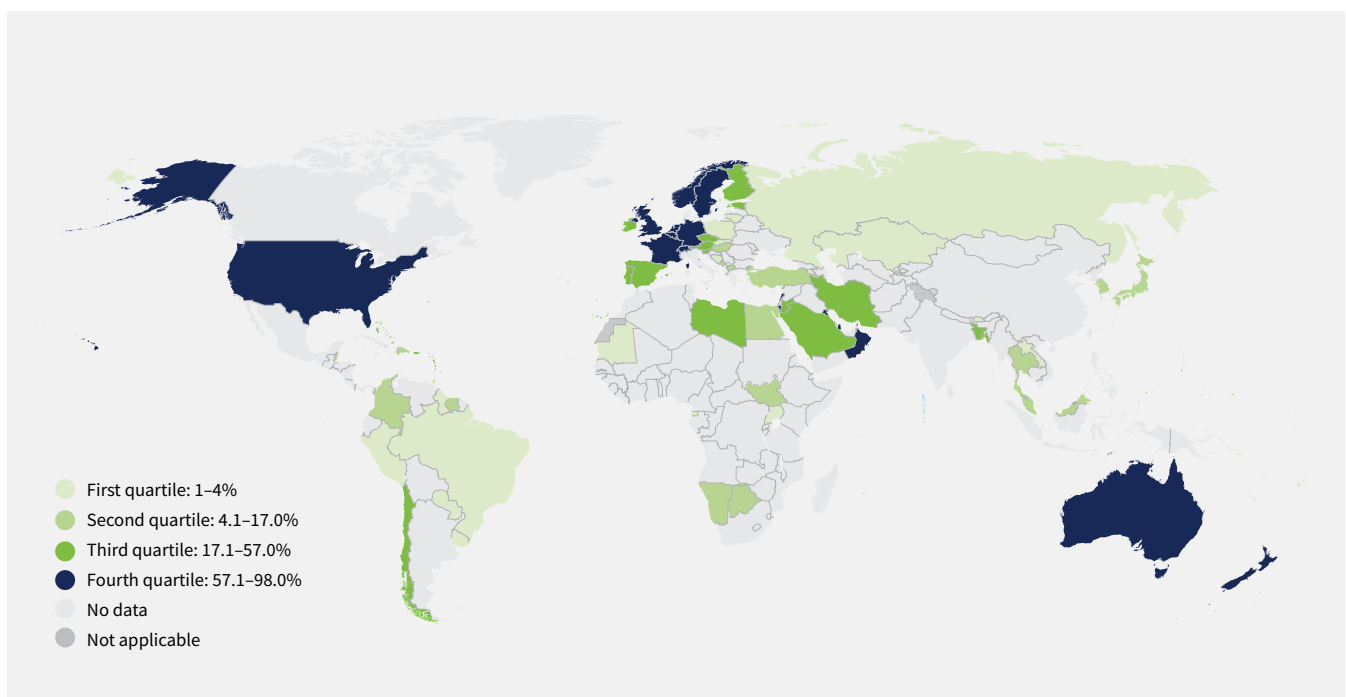 First quartile: 1–4%
Second quartile: 4.1–17.0%
Third quartile: 17.1–57.0%
Fourth quartile: 57.1–98.0%
No data
Not applicable